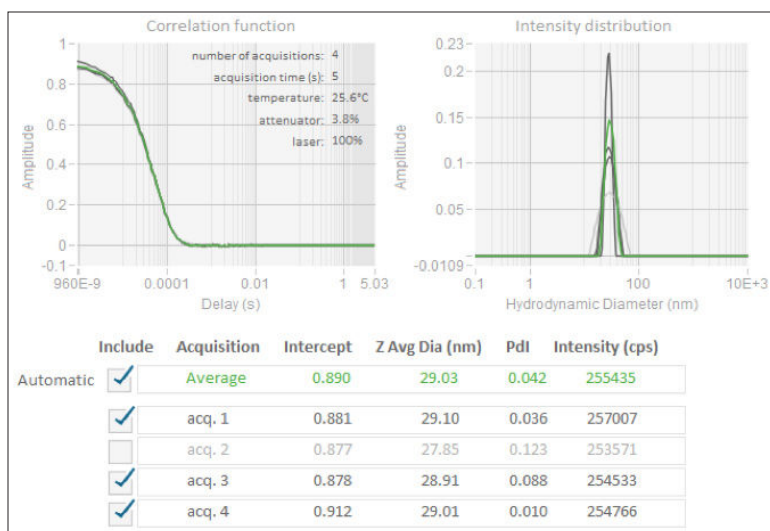 Correlation function
number of acquisitions: 4
acquisition time (s): 5
temperature: 25.6°C
attenuator: 3.8%
laser: 100%
Amplitude
1
0.8
0.6
0.4
0.2
0
-0.1
960E-9 0.0001 0.01 1 5.03
Delay (s)
Intensity distribution
Amplitude
0.23
0.2
0.15
0.1
0.05
-0.0109
0.1 1 100 10E+3
Hydrodynamic Diameter (nm)
Include Acquisition Intercept Z Avg Dia (nm) PdI Intensity (cps)
Automatic Average 0.890 29.03 0.042 255435
acq. 1 0.881 29.10 0.036 257007
acq. 2 0.877 27.85 0.123 253571
acq. 3 0.878 28.91 0.088 254533
acq. 4 0.912 29.01 0.010 254766